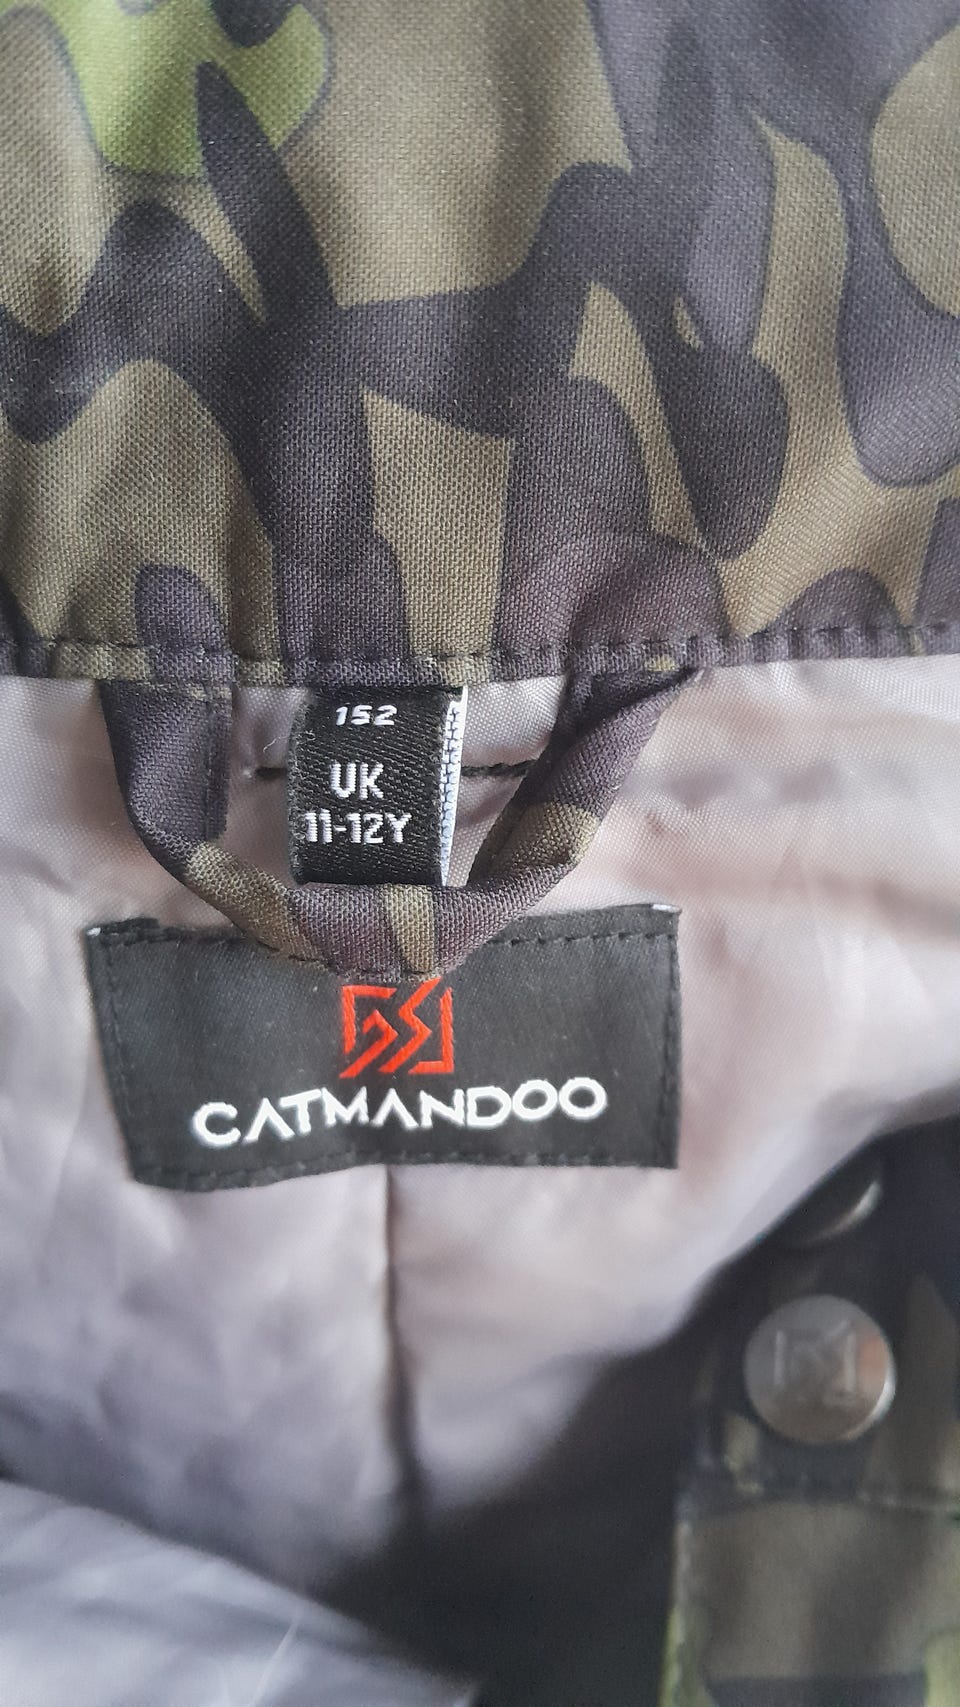 152
UK
11-12Y
CATMANDOO